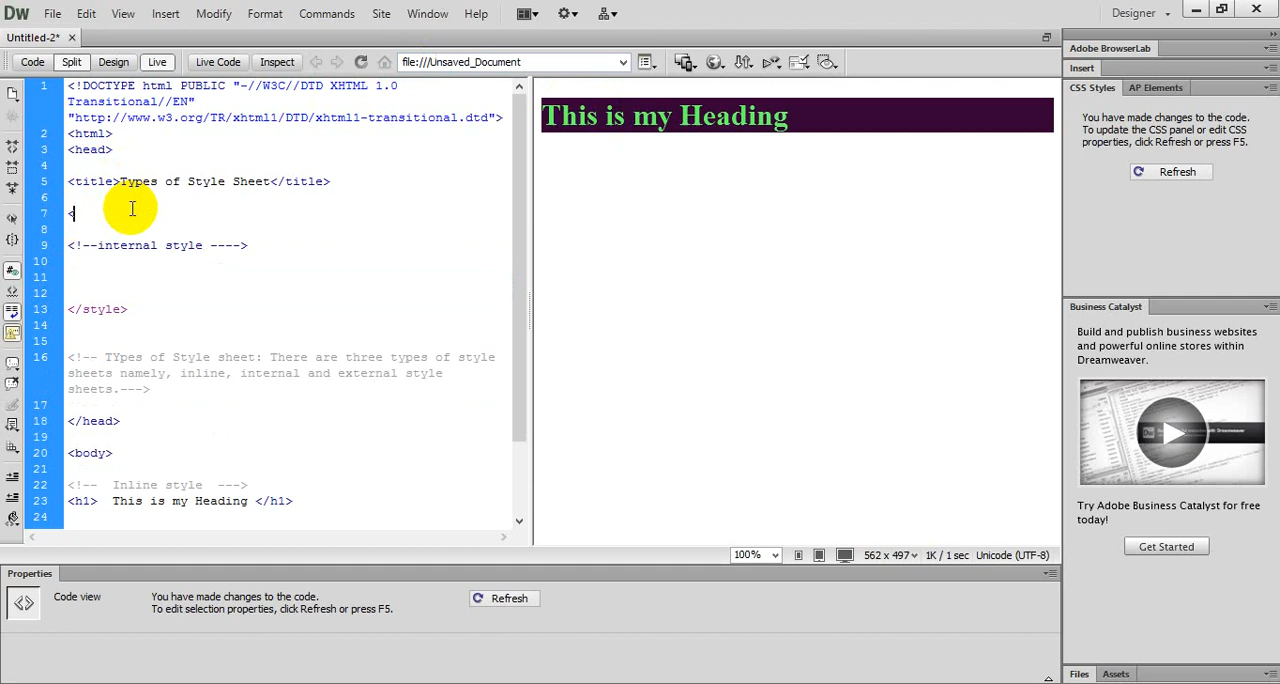 Dw File Edit View Insert Modify Format Commands Site Window Help Designer
Untitled-2*
Code Split Design Live Live Code Inspect file:///Unsaved_Document
1 <!DOCTYPE html PUBLIC "-//W3C//DTD XHTML 1.0
Transitional//EN"
"http://www.w3.org/TR/xhtml1/DTD/xhtml1-transitional.dtd">
2 <html>
3 <head>
4
5 <title>Types of Style Sheet</title>
6
7 <
8
9 <!--internal style ---->
10
11
12
13 </style>
14
15
16 <!-- TYpes of Style sheet: There are three types of style
sheets namely, inline, internal and external style
sheets.--->
17
18 </head>
19
20 <body>
21
22 <!-- Inline style --->
23 <h1> This is my Heading </h1>
24
This is my Heading
100% 562 x 497 1K / 1 sec Unicode (UTF-8)
Adobe BrowserLab
Insert
CSS Styles AP Elements
You have made changes to the code.
To update the CSS panel or edit CSS
properties, click Refresh or press F5.
Refresh
Business Catalyst
Build and publish business websites
and powerful online stores within
Dreamweaver.
Try Adobe Business Catalyst for free
today!
Get Started
Files Assets
Properties
Code view
You have made changes to the code.
To edit selection properties, click Refresh or press F5.
Refresh